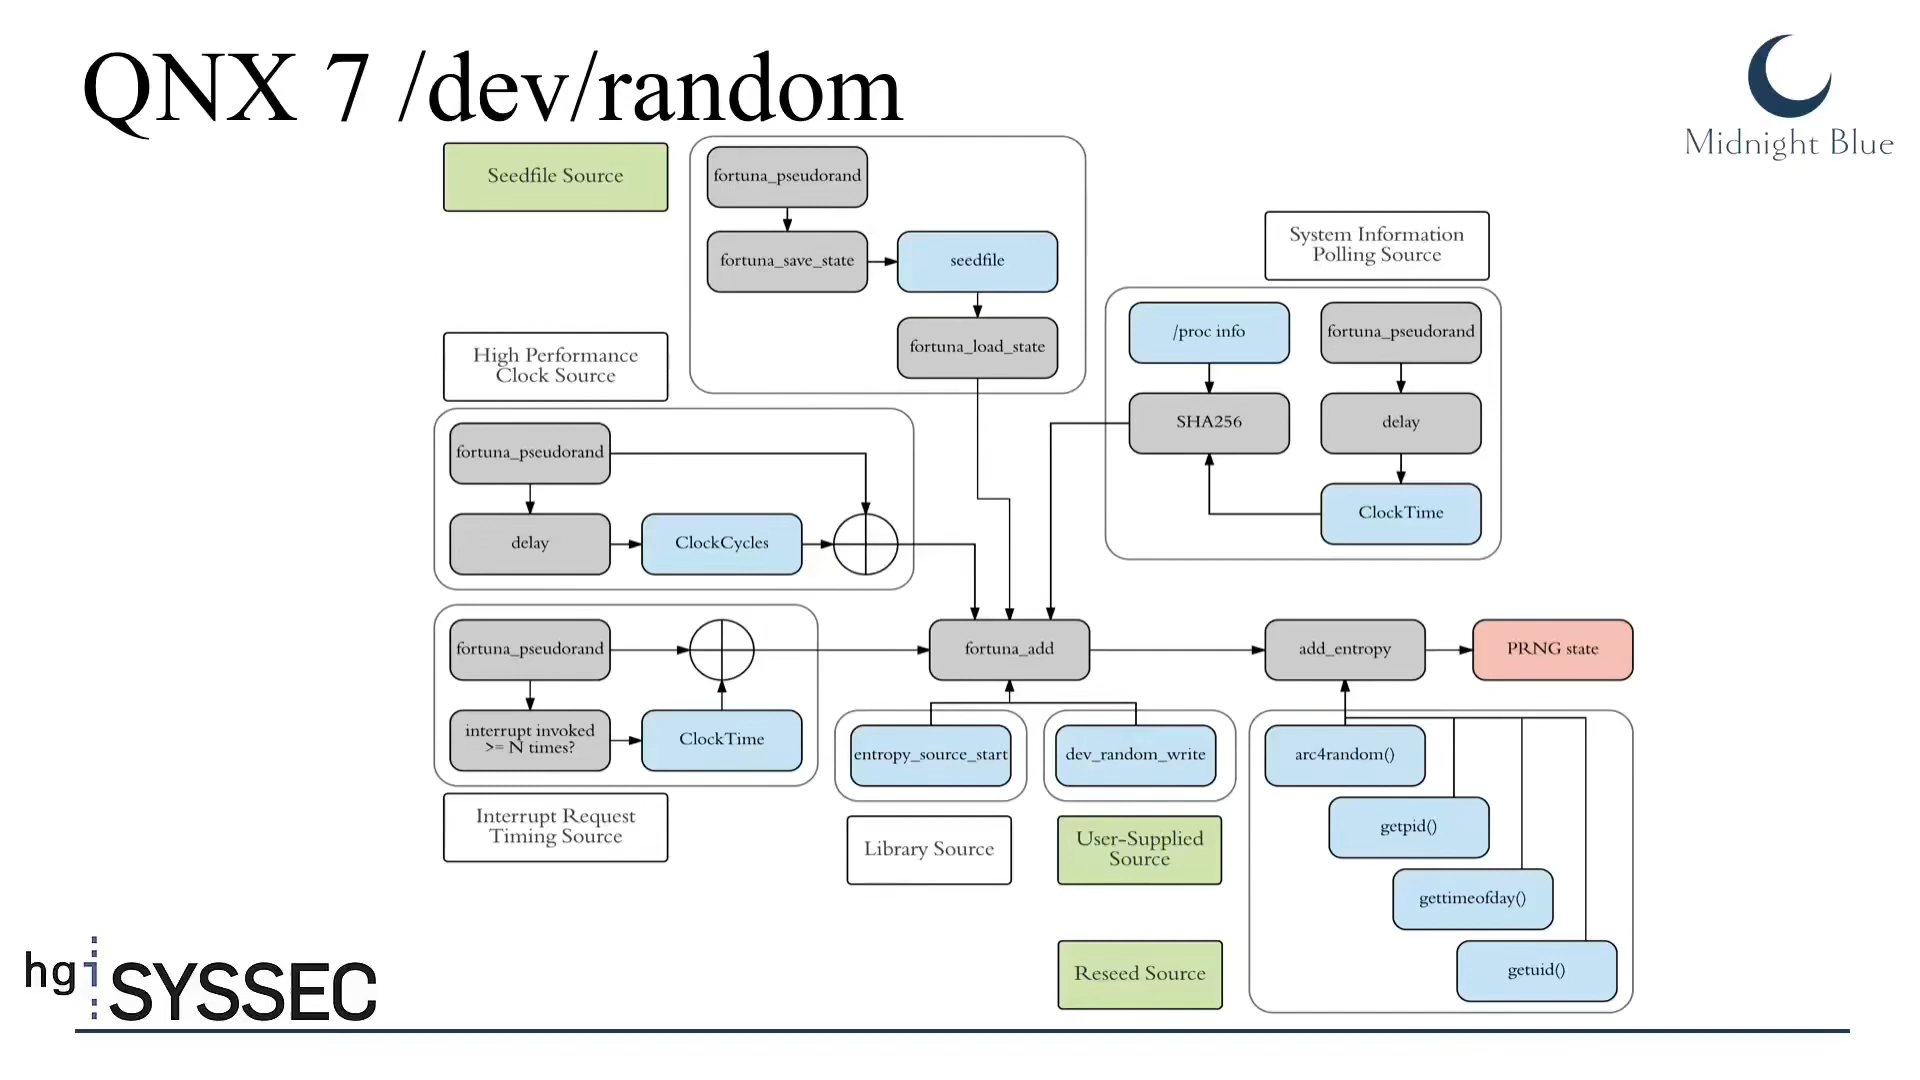 QNX 7 /dev/random
Midnight Blue
Seedfile Source
fortuna_pseudorand
fortuna_save_state
seedfile
fortuna_load_state
System Information
Polling Source
/proc info
fortuna_pseudorand
SHA256
delay
ClockTime
High Performance
Clock Source
fortuna_pseudorand
delay
ClockCycles
fortuna_pseudorand
interrupt invoked
>= N times?
ClockTime
Interrupt Request
Timing Source
fortuna_add
add_entropy
PRNG state
entropy_source_start
dev_random_write
Library Source
User-Supplied
Source
arc4random()
getpid()
gettimeofday()
getuid()
Reseed Source
hgi SYSSEC